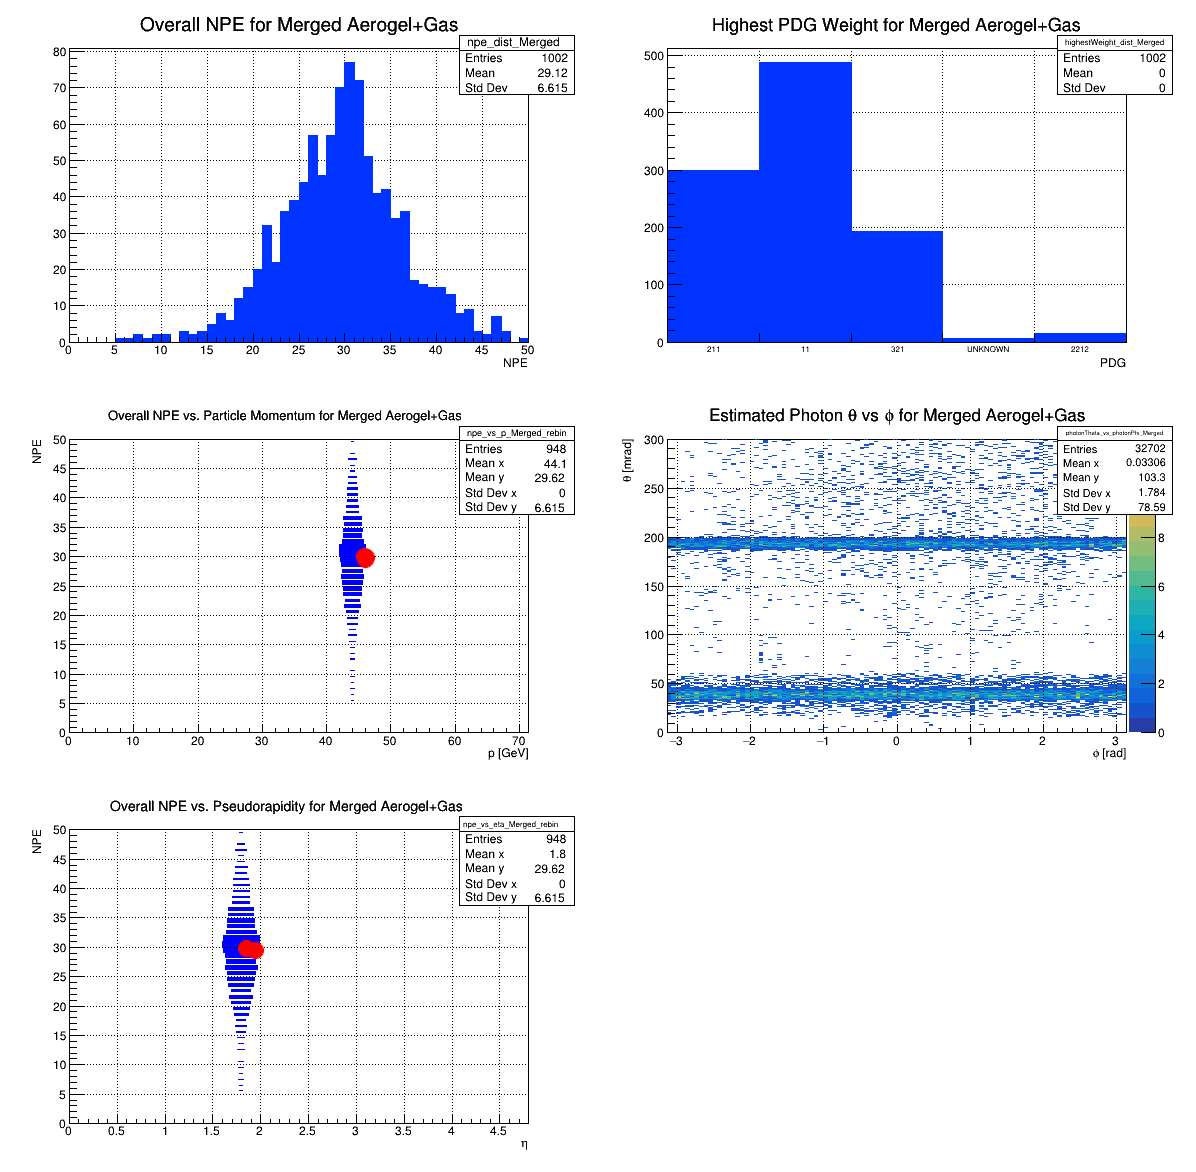 Overall NPE for Merged Aerogel+Gas
npe_dist_Merged
Entries 1002
Mean 29.12
Std Dev 6.615
80
70
60
50
40
30
20
10
0
0 5 10 15 20 25 30 35 40 45 50
NPE
Highest PDG Weight for Merged Aerogel+Gas
highestWeight_dist_Merged
Entries 1002
Mean 0
Std Dev 0
500
400
300
200
100
0
211 11 321 UNKNOWN 2212
PDG
Overall NPE vs. Particle Momentum for Merged Aerogel+Gas
npe_vs_p_Merged_rebin
Entries 948
Mean x 44.1
Mean y 29.62
Std Dev x 0
Std Dev y 6.615
NPE
50
45
40
35
30
25
20
15
10
5
0
0 10 20 30 40 50 60 70
p [GeV]
Estimated Photon θ vs ϕ for Merged Aerogel+Gas
photonTheta_vs_photonPhi_Merged
Entries 32702
Mean x 0.03306
Mean y 103.3
Std Dev x 1.784
Std Dev y 78.59
θ [mrad]
300
250
200
150
100
50
0
−3 −2 −1 0 1 2 3
ϕ [rad]
8
6
4
2
0
Overall NPE vs. Pseudorapidity for Merged Aerogel+Gas
npe_vs_eta_Merged_rebin
Entries 948
Mean x 1.8
Mean y 29.62
Std Dev x 0
Std Dev y 6.615
NPE
50
45
40
35
30
25
20
15
10
5
0
0 0.5 1 1.5 2 2.5 3 3.5 4 4.5
η